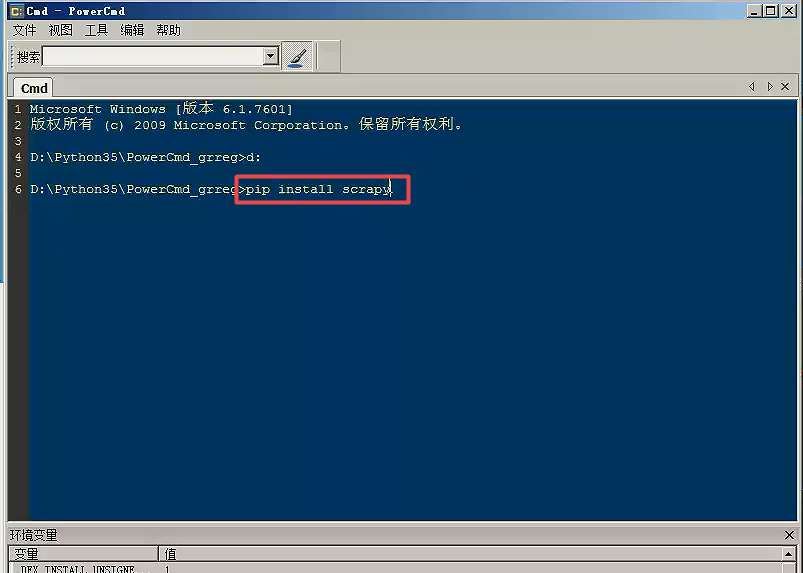 Cmd - PowerCmd
文件 视图 工具 编辑 帮助
搜索
Cmd
1 Microsoft Windows [版本 6.1.7601]
2 版权所有 (c) 2009 Microsoft Corporation。保留所有权利。
3
4 D:\Python35\PowerCmd_grreg>d:
5
6 D:\Python35\PowerCmd_grreg>pip install scrapy
环境变量
变量 值
DEX_INSTALL_UNSIGNE... 1